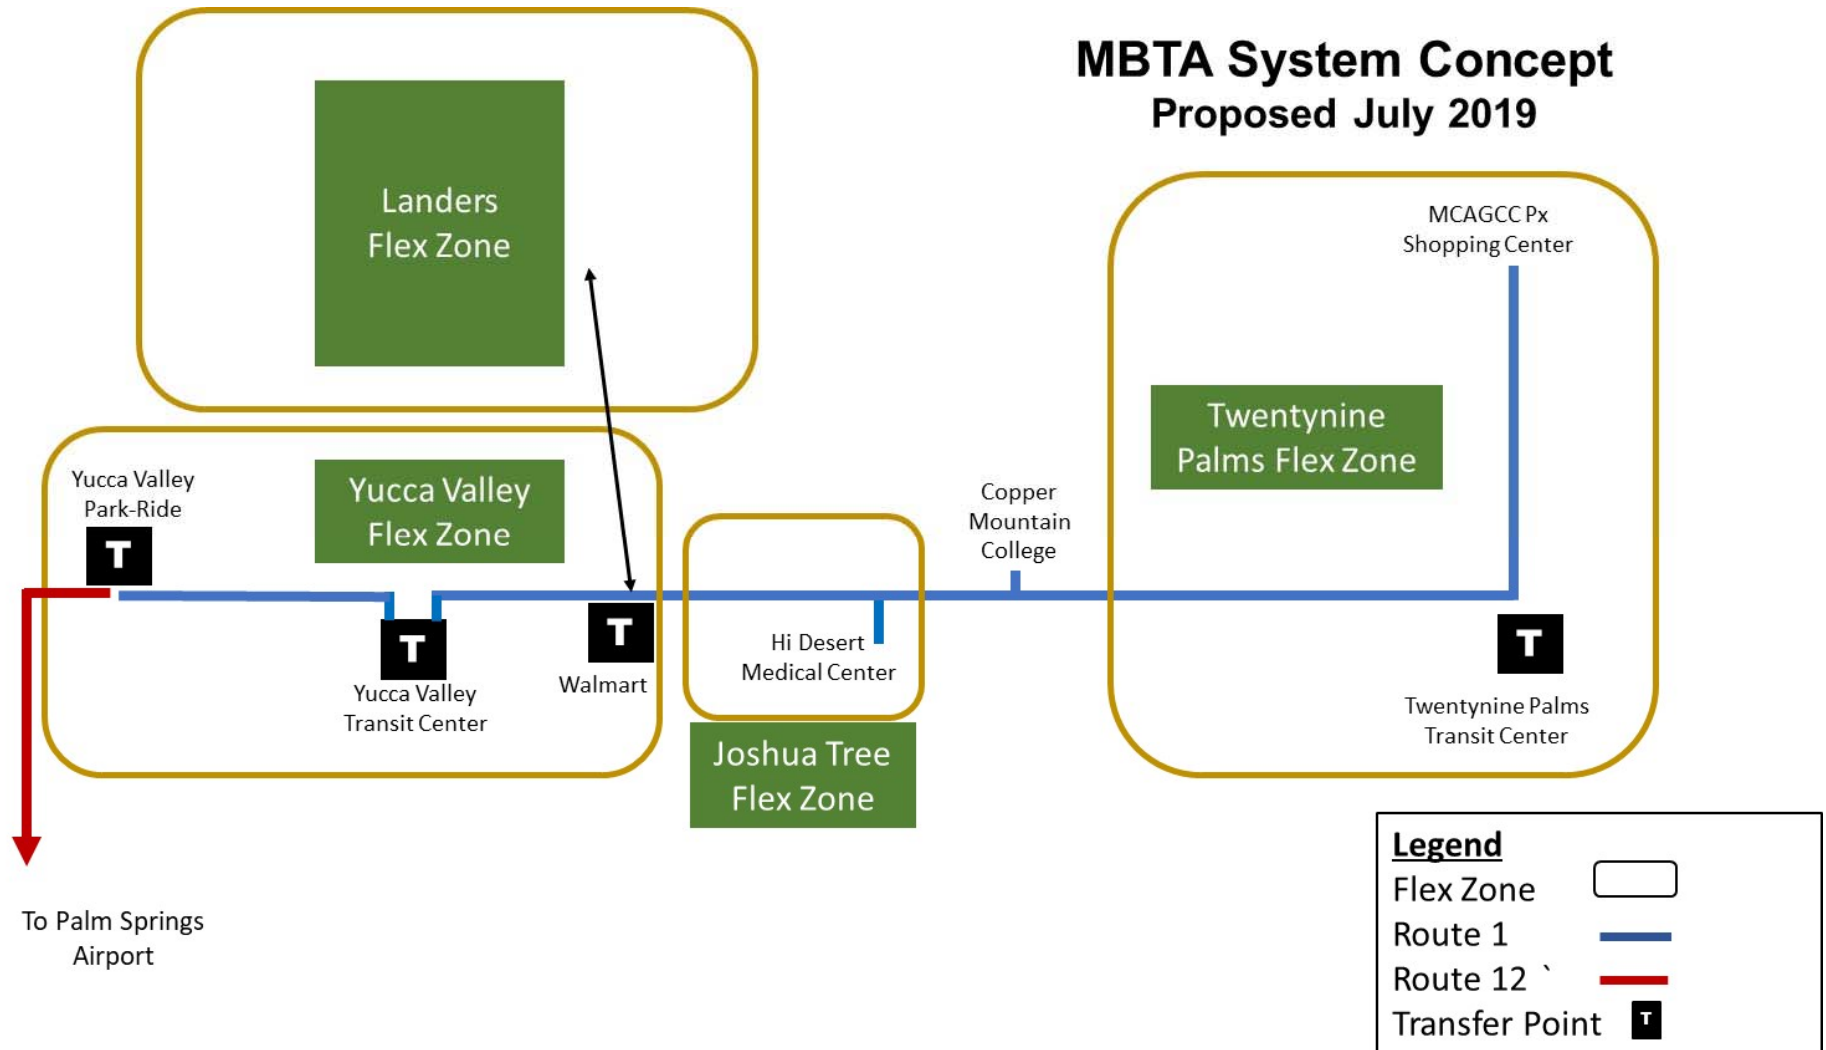 MBTA System Concept
Proposed July 2019
Landers
Flex Zone
MCAGCC Px
Shopping Center
Twentynine
Palms Flex Zone
Yucca Valley
Park-Ride
T
Yucca Valley
Flex Zone
Copper
Mountain
College
T
Yucca Valley
Transit Center
T
Walmart
Hi Desert
Medical Center
T
Twentynine Palms
Transit Center
Joshua Tree
Flex Zone
To Palm Springs
Airport
Legend
Flex Zone
Route 1
Route 12 `
Transfer Point T